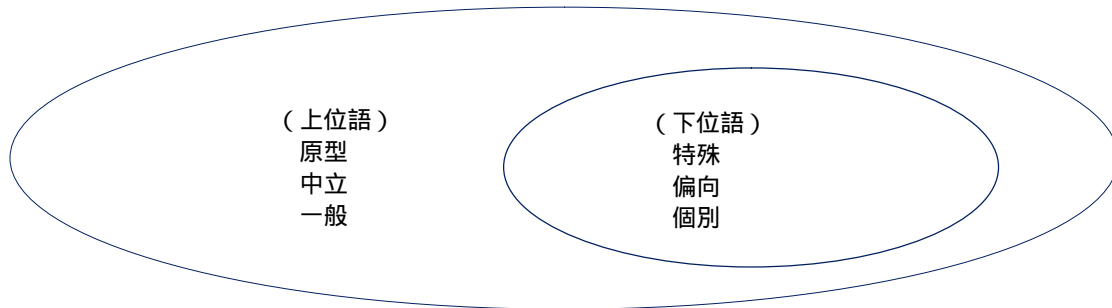 （上位語）
原型
中立
一般
（下位語）
特殊
偏向
個別